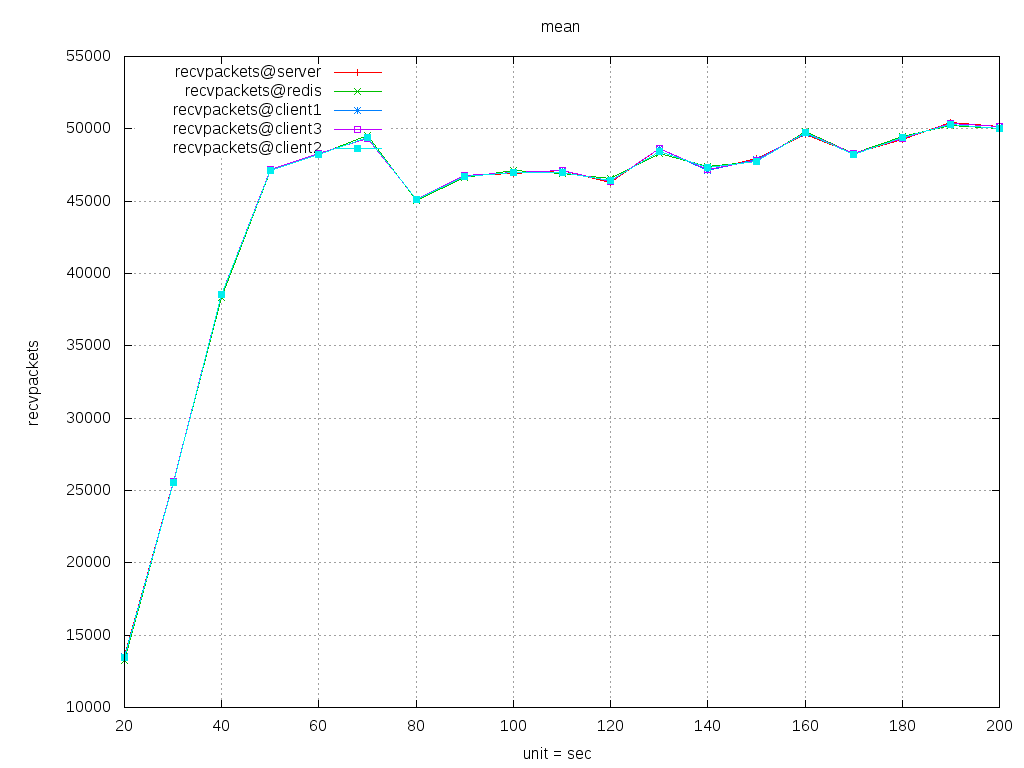 mean
55000
50000
45000
40000
35000
30000
25000
20000
15000
10000
recvpackets
recvpackets@server
recvpackets@redis
recvpackets@client1
recvpackets@client3
recvpackets@client2
20 40 60 80 100 120 140 160 180 200
unit = sec